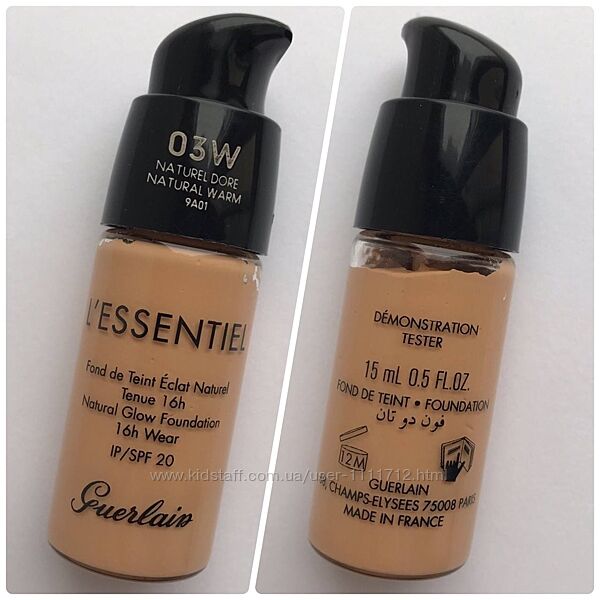 03W
NATUREL DORE
NATURAL WARM
9A01
L'ESSENTIEL
Fond de Teint Éclat Naturel
Tenue 16h
Natural Glow Foundation
16h Wear
IP/SPF 20
Guerlain
DÉMONSTRATION
TESTER
15 mL 0.5 FL.OZ.
FOND DE TEINT • FOUNDATION
فون دو تان
12M
GUERLAIN
CHAMPS-ELYSEES 75008 PARIS
MADE IN FRANCE
www.kidstaff.com.ua/user-1111712.html